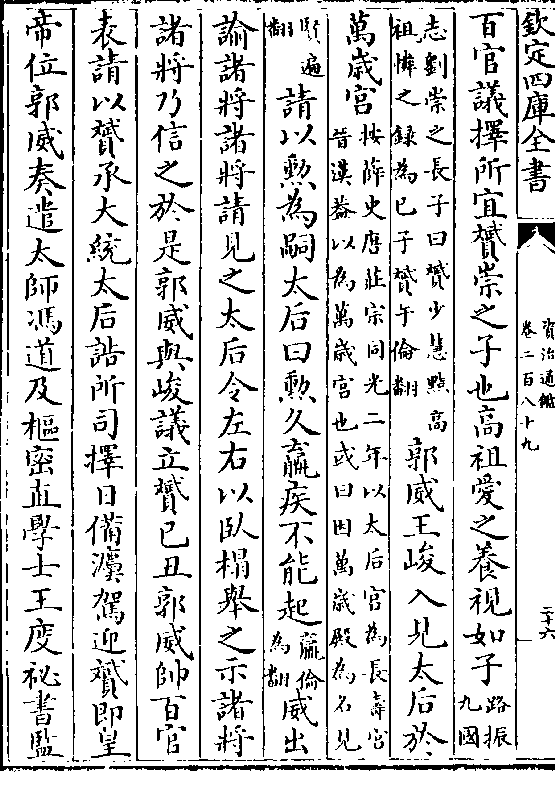 欽定四庫全書
資治通鑑
卷二百八十九
二十六
百官議擇所宜贇崇之子也高祖愛之養視如子路振九國
志劉崇之長子曰贇少慧黠高祖憐之錄為已子贇于倫翻郭威王峻入見太后於
萬歲宮按薛史唐莊宗同光二年以太后宮為長壽宮晉漢蓋以為萬歲宮也或曰因萬歲殿為名見
賢遍翻請以勲為嗣太后曰勲久羸疾不能起羸倫為翻威出
諭諸將諸將請見之太后令左右以臥榻舉之示諸將
諸將乃信之於是郭威與峻議立贇己丑郭威帥百官
表請以贇承大統太后誥所司擇日備灋駕迎贇即皇
帝位郭威奏遣太師馮道及樞密直學士王度祕書監